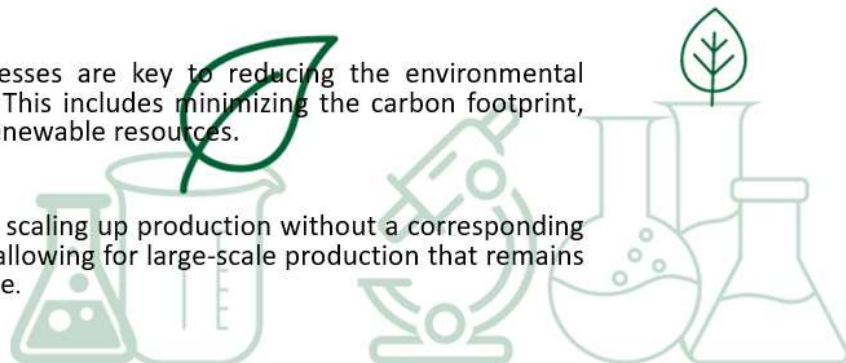 esses are key to reducing the environmental
This includes minimizing the carbon footprint,
enewable resources.
scaling up production without a corresponding
allowing for large-scale production that remains
e.